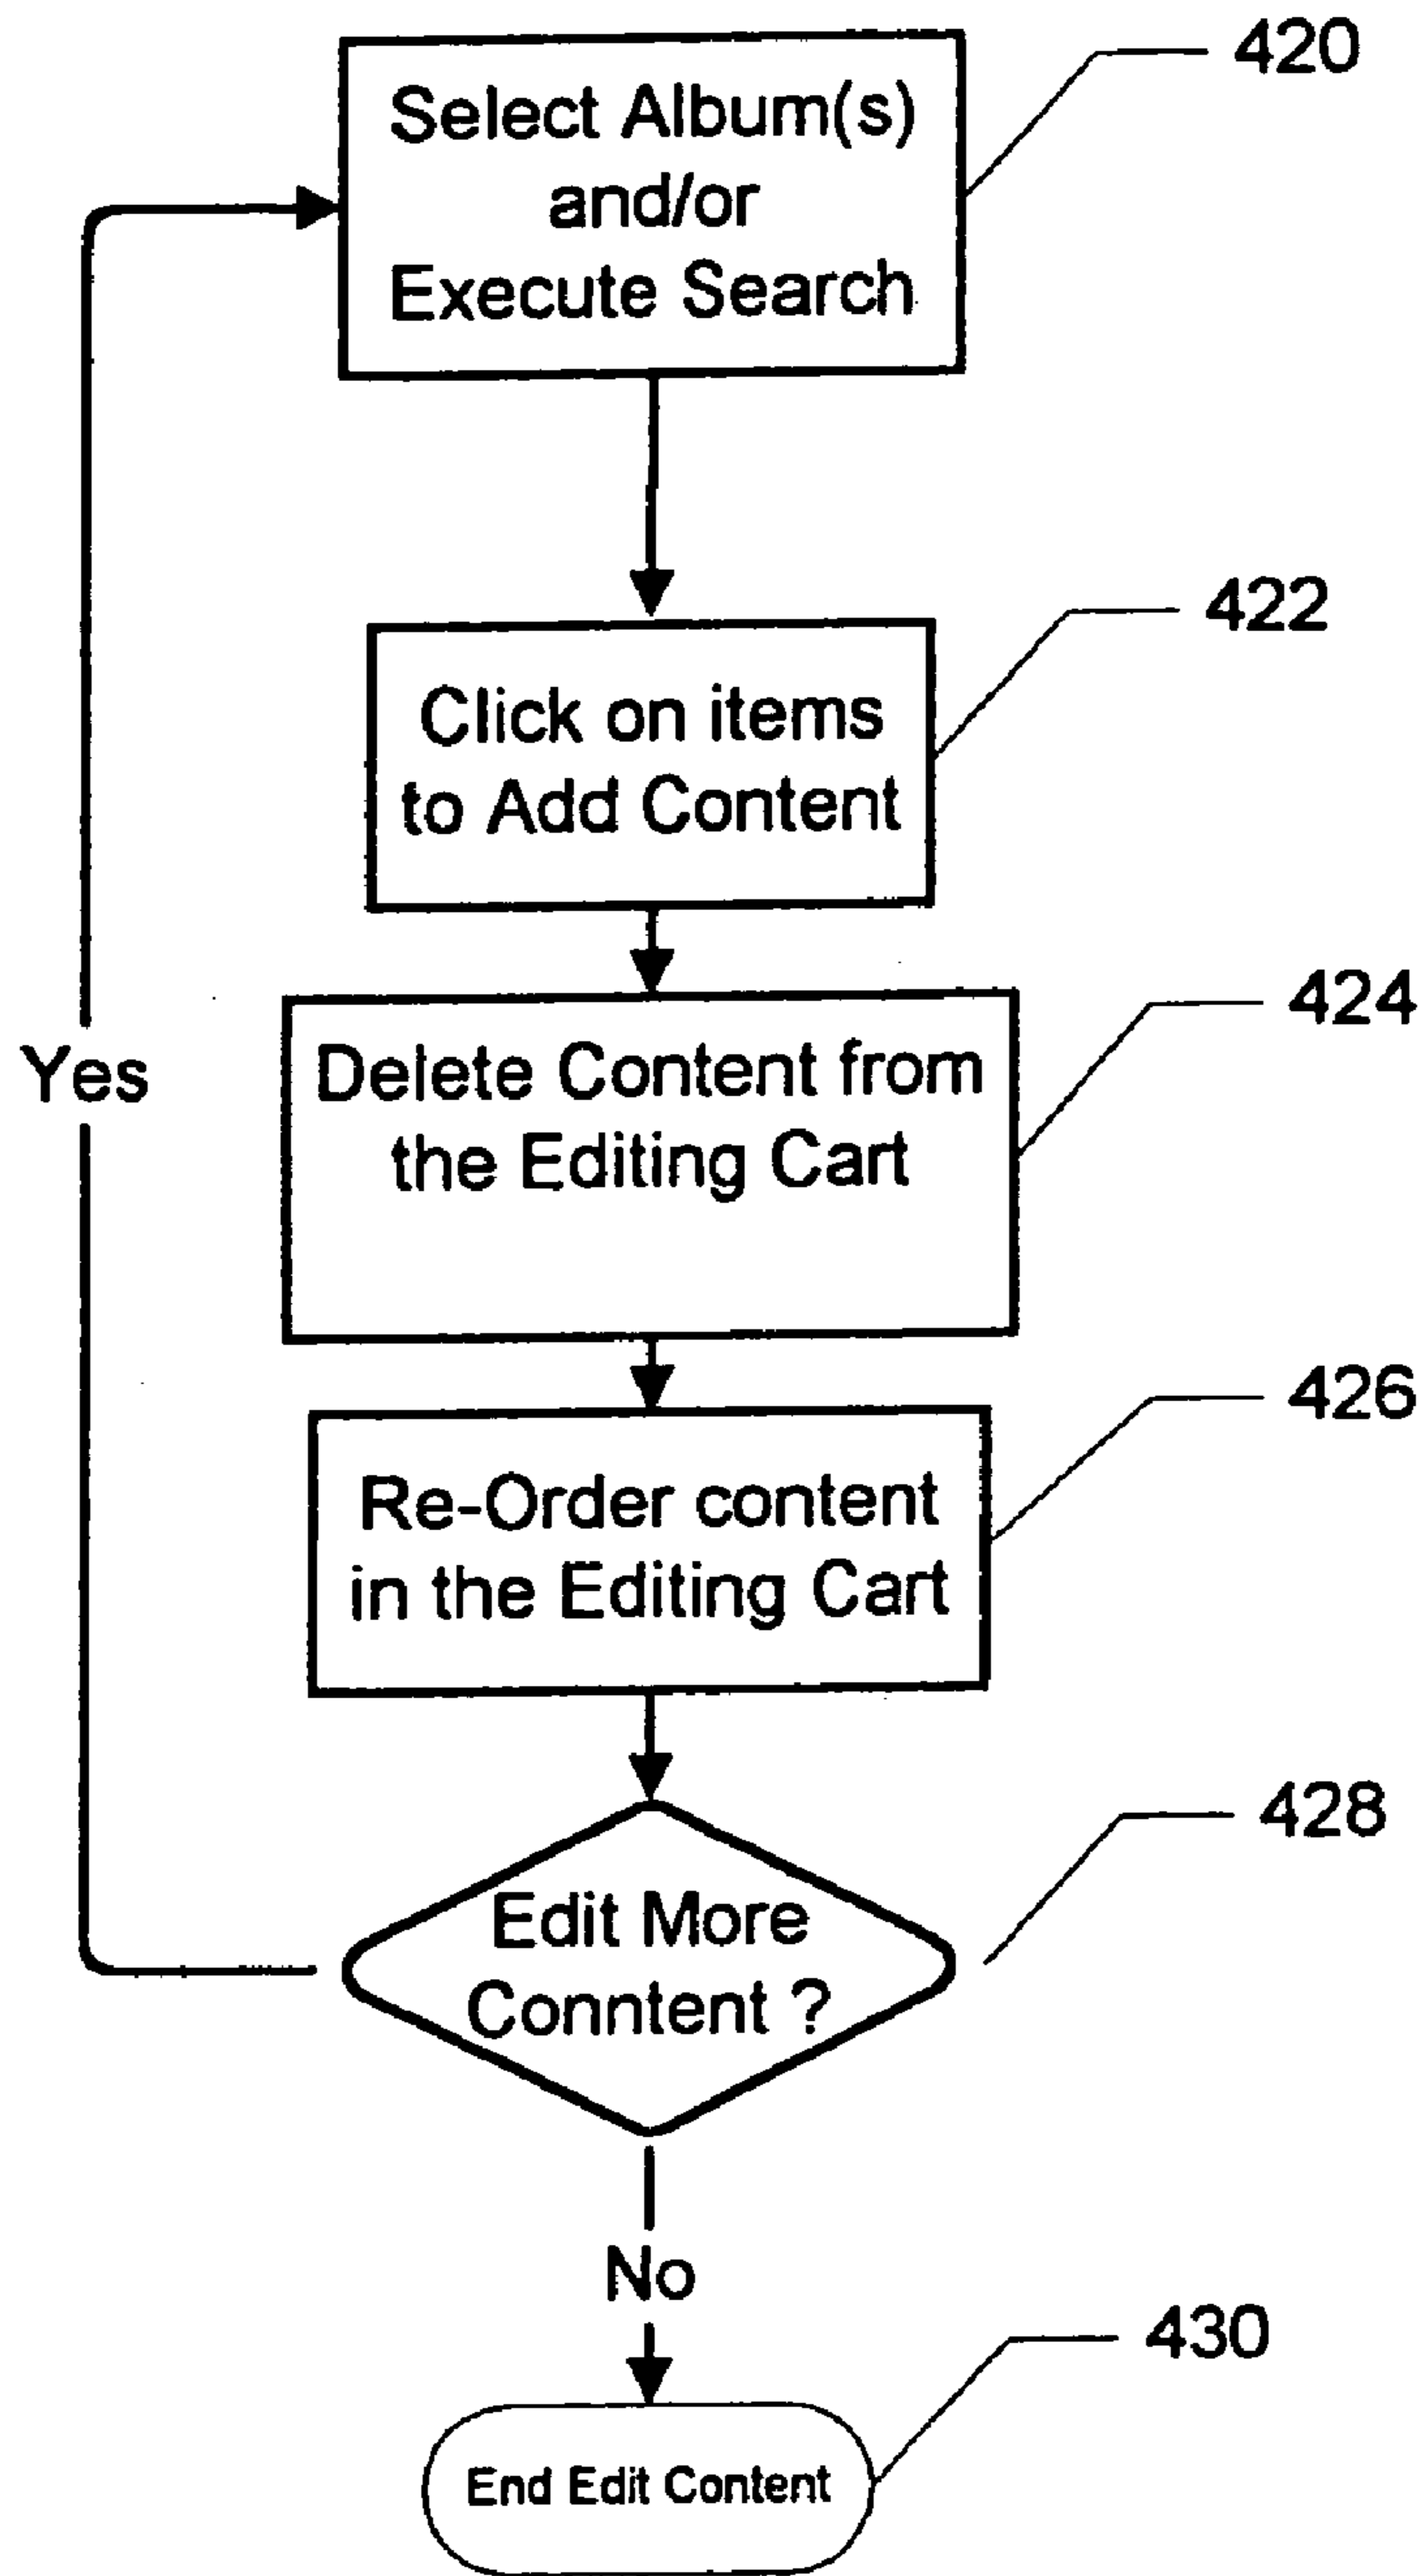 420
Select Album(s)
and/or
Execute Search
422
Click on items
to Add Content
424
Yes
Delete Content from
the Editing Cart
426
Re-Order content
in the Editing Cart
428
Edit More
Conntent ?
No
430
End Edit Content